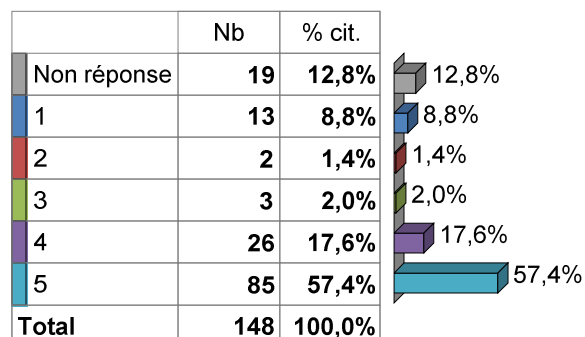 Nb % cit.
Non réponse 19 12,8% 12,8%
1 13 8,8% 8,8%
2 2 1,4% 1,4%
3 3 2,0% 2,0%
4 26 17,6% 17,6%
5 85 57,4% 57,4%
Total 148 100,0%